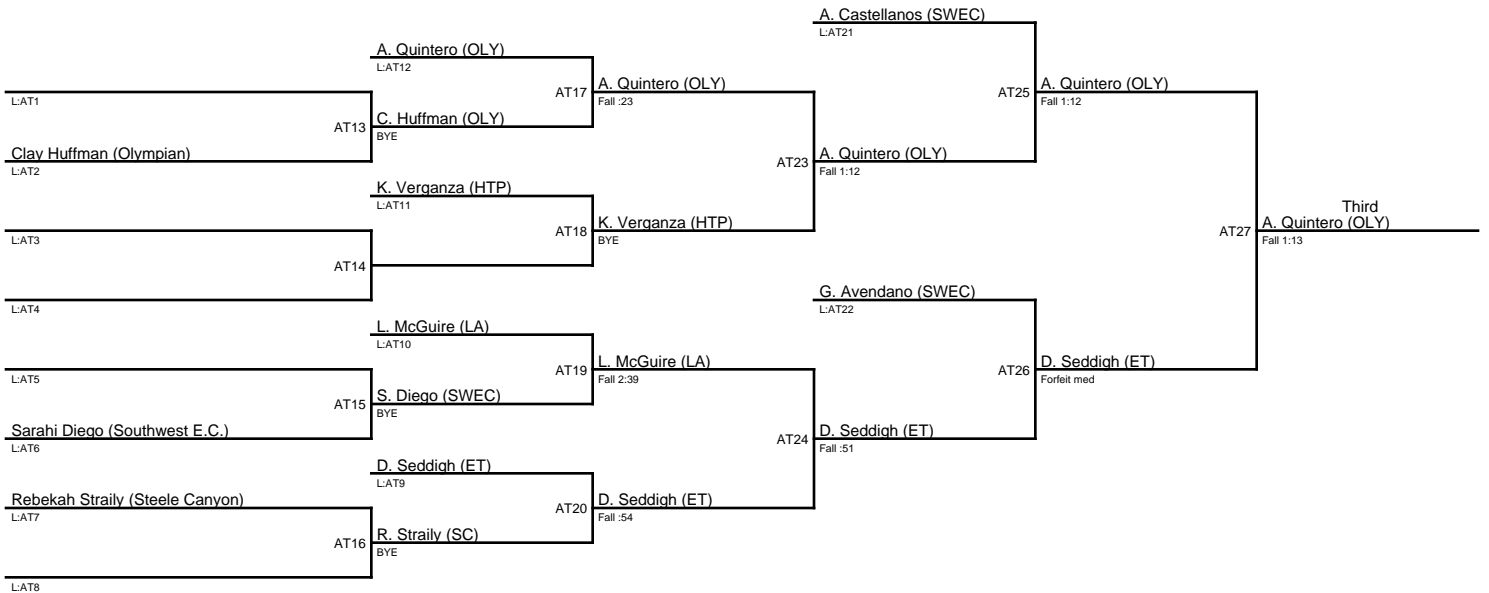 A. Castellanos (SWEC)
L:AT21
A. Quintero (OLY)
L:AT12
AT17
A. Quintero (OLY)
Fall :23
AT25
A. Quintero (OLY)
Fall 1:12
L:AT1
AT13
C. Huffman (OLY)
BYE
Clay Huffman (Olympian)
L:AT2
AT23
A. Quintero (OLY)
Fall 1:12
K. Verganza (HTP)
L:AT11
AT18
K. Verganza (HTP)
BYE
L:AT3
AT14
L:AT4
Third
AT27
A. Quintero (OLY)
Fall 1:13
G. Avendano (SWEC)
L:AT22
L. McGuire (LA)
L:AT10
AT19
L. McGuire (LA)
Fall 2:39
AT26
D. Seddigh (ET)
Forfeit med
L:AT5
AT15
S. Diego (SWEC)
BYE
Sarahi Diego (Southwest E.C.)
L:AT6
AT24
D. Seddigh (ET)
Fall :51
D. Seddigh (ET)
L:AT9
AT20
D. Seddigh (ET)
Fall :54
Rebekah Straily (Steele Canyon)
L:AT7
AT16
R. Straily (SC)
BYE
L:AT8